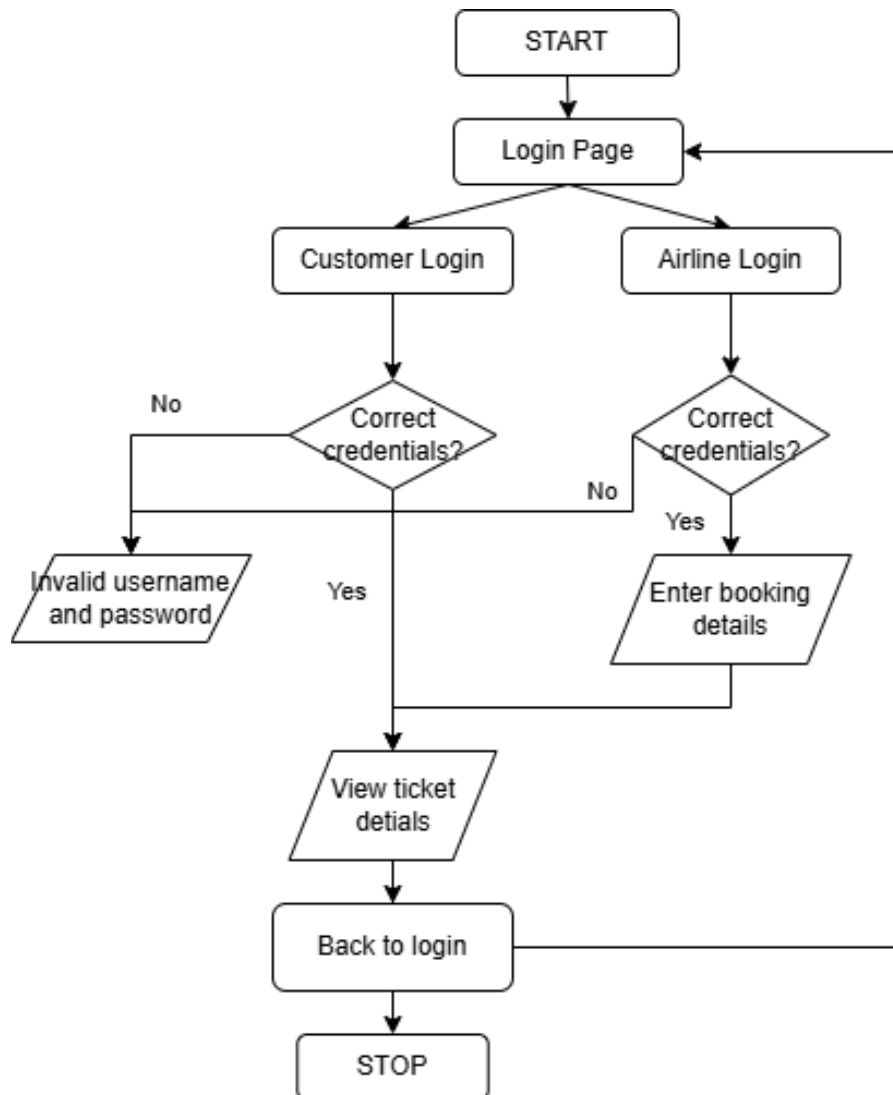 START
Login Page
Customer Login
Airline Login
No
Correct
credentials?
Correct
credentials?
No
Yes
Invalid username
and password
Yes
Enter booking
details
View ticket
detials
Back to login
STOP